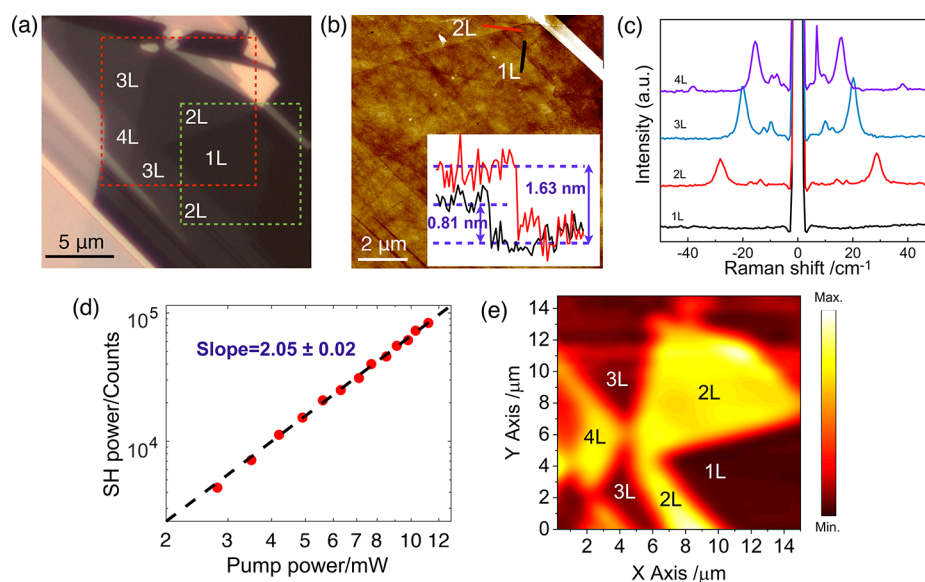 (a)
3L
2L
4L
1L
3L
2L
5 μm
(b)
2L
1L
1.63 nm
0.81 nm
2 μm
(c)
Intensity (a.u.)
4L
3L
2L
1L
-50 -40 -20 0 20 40
Raman shift /cm-1
(d)
SH power/Counts
10^5
10^4
Slope=2.05 ± 0.02
2 3 4 5 6 7 8 10 12
Pump power/mW
(e)
Y Axis /μm
14
12
10
8
6
4
2
0
3L
2L
4L
1L
3L
2L
2 4 6 8 10 12 14
X Axis /μm
Max.
Min.